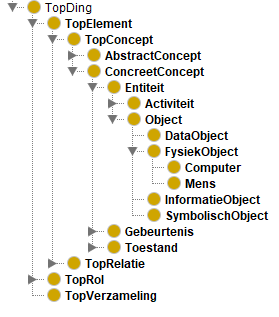 TopDing
TopElement
TopConcept
AbstractConcept
ConcreetConcept
Entiteit
Activiteit
Object
DataObject
FysiekObject
Computer
Mens
InformatieObject
SymbolischObject
Gebeurtenis
Toestand
TopRelatie
TopRol
TopVerzameling